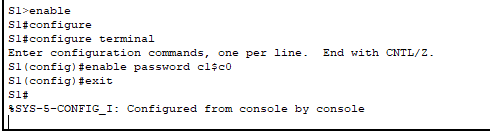 S1>enable
S1#configure
S1#configure terminal
Enter configuration commands, one per line.  End with CNTL/Z.
S1(config)#enable password c1$c0
S1(config)#exit
S1#
%SYS-5-CONFIG_I: Configured from console by console